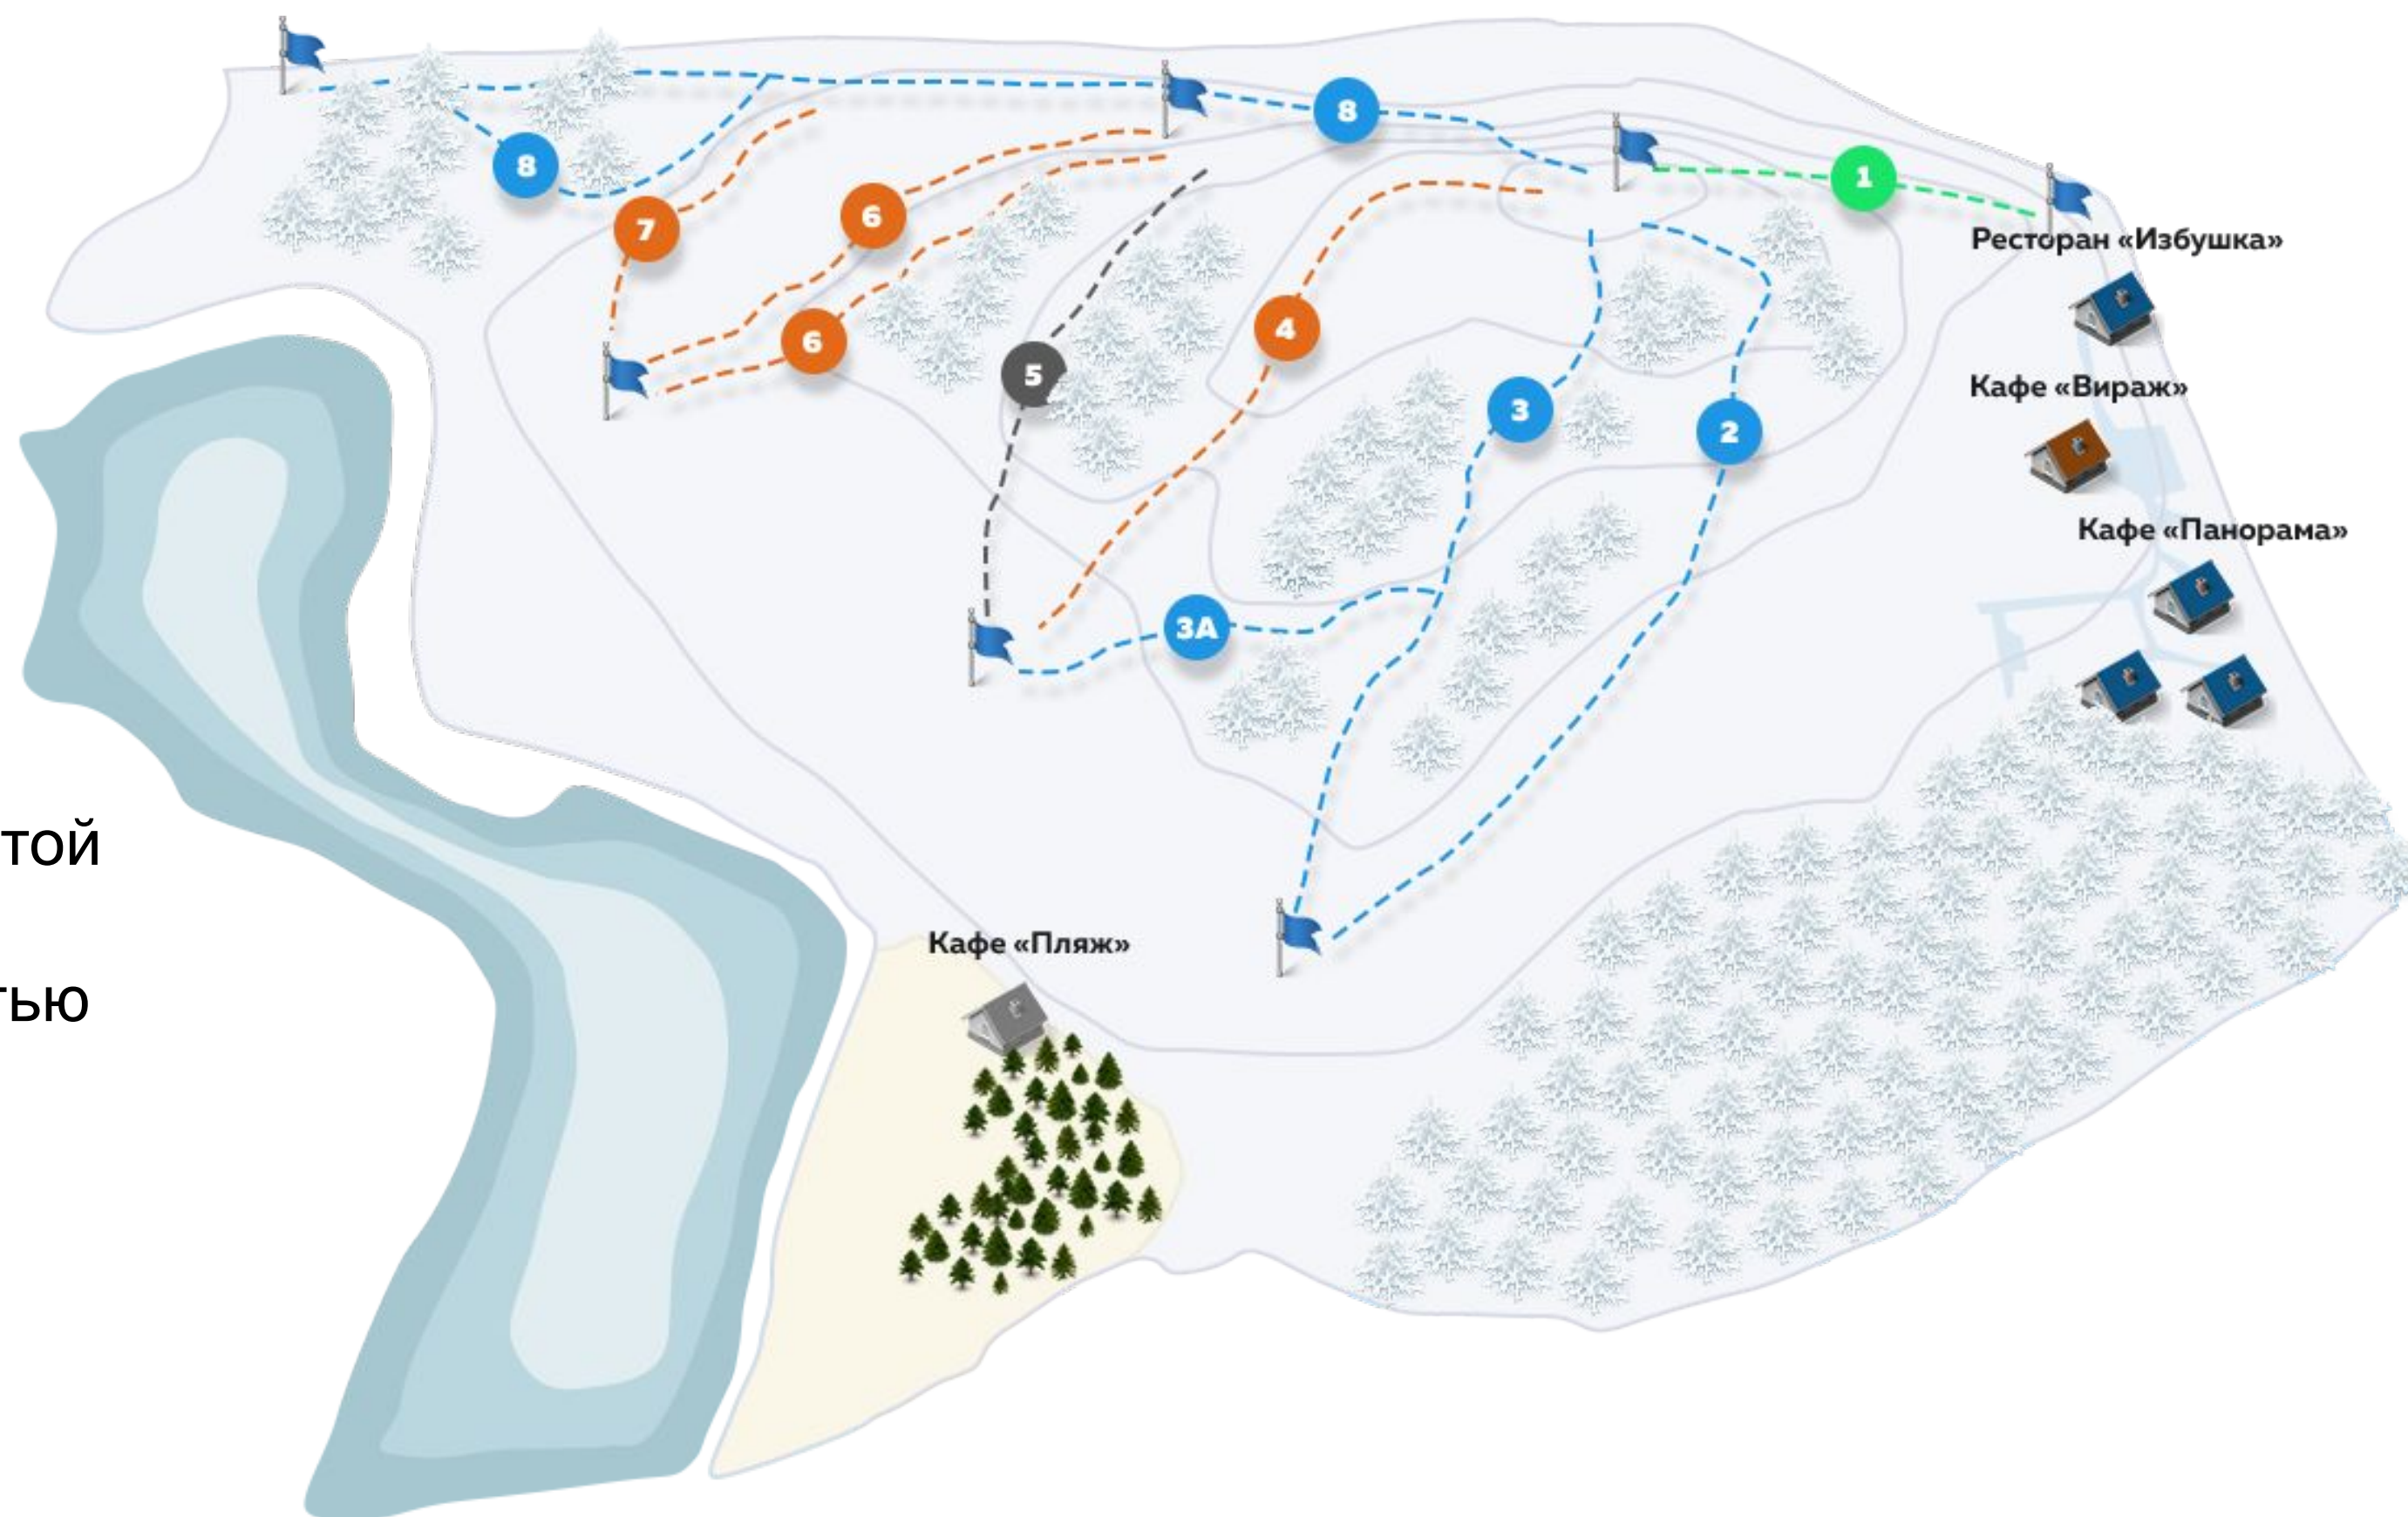 8
1
8
7
6
Ресторан «Избушка»
6
4
5
Кафе «Вираж»
3
2
Кафе «Панорама»
3А
той
тью
Кафе «Пляж»